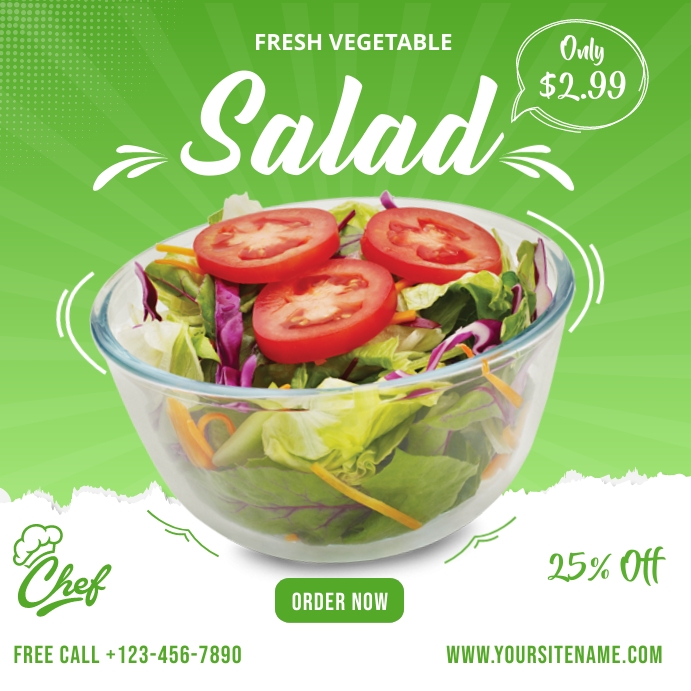 FRESH VEGETABLE
Salad
Only
$2.99
Chef
25% Off
ORDER NOW
FREE CALL +123-456-7890
WWW.YOURSITENAME.COM